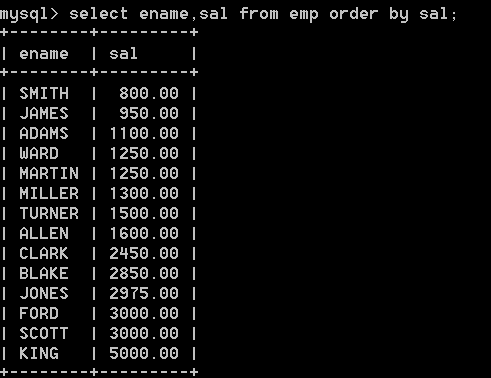 mysql> select ename,sal from emp order by sal;
+--------+---------+
| ename  | sal     |
+--------+---------+
| SMITH  |  800.00 |
| JAMES  |  950.00 |
| ADAMS  | 1100.00 |
| WARD   | 1250.00 |
| MARTIN | 1250.00 |
| MILLER | 1300.00 |
| TURNER | 1500.00 |
| ALLEN  | 1600.00 |
| CLARK  | 2450.00 |
| BLAKE  | 2850.00 |
| JONES  | 2975.00 |
| FORD   | 3000.00 |
| SCOTT  | 3000.00 |
| KING   | 5000.00 |
+--------+---------+